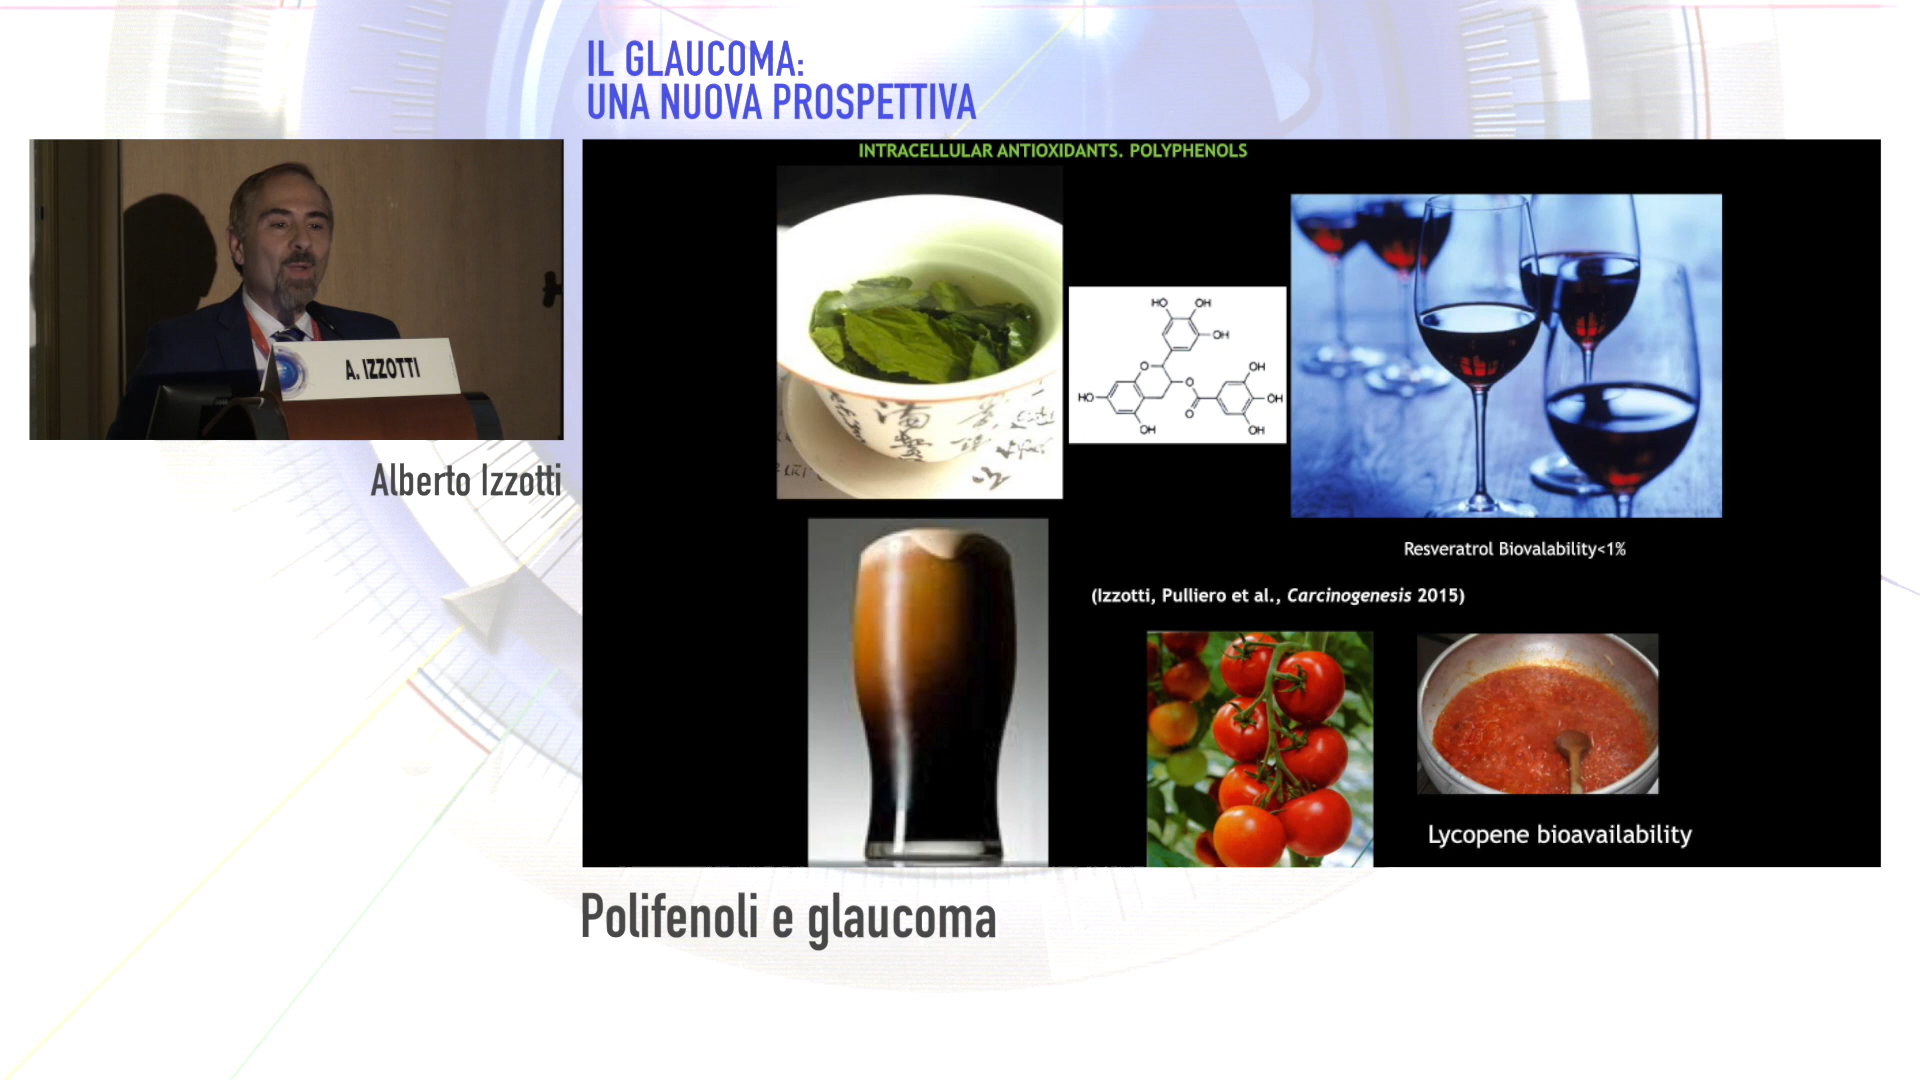 IL GLAUCOMA:
UNA NUOVA PROSPETTIVA
A. IZZOTTI
Alberto Izzotti
INTRACELLULAR ANTIOXIDANTS. POLYPHENOLS
HO OH
OH
OH
O
O
HO
OH
O
OH
OH
Resveratrol Biovalability<1%
(Izzotti, Pulliero et al., Carcinogenesis 2015)
Lycopene bioavailability
Polifenoli e glaucoma